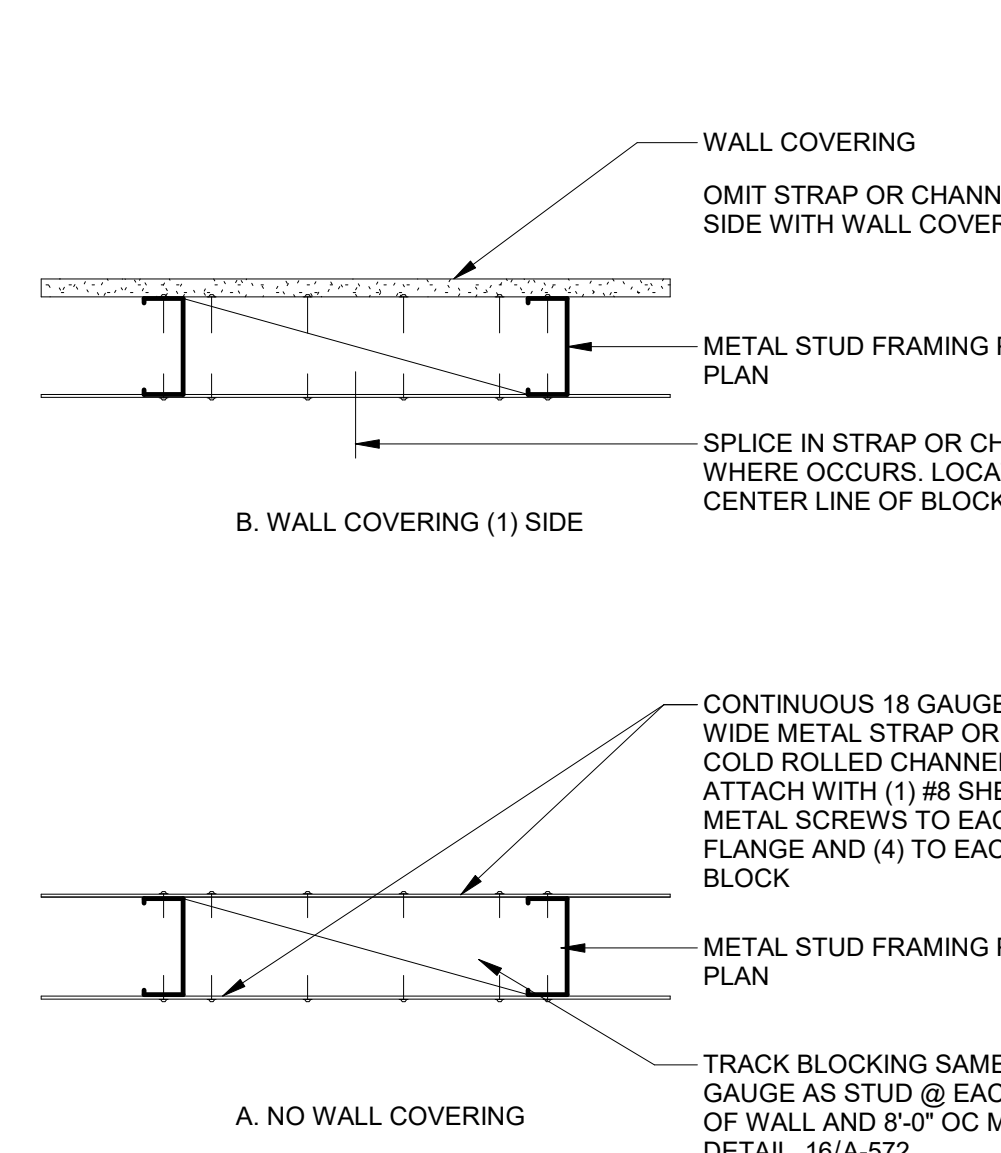 WALL COVERING
OMIT STRAP OR CHANN
SIDE WITH WALL COVER
METAL STUD FRAMING
PLAN
SPLICE IN STRAP OR CH
WHERE OCCURS. LOCA
CENTER LINE OF BLOCK
B. WALL COVERING (1) SIDE
CONTINUOUS 18 GAUGE
WIDE METAL STRAP OR
COLD ROLLED CHANNEL
ATTACH WITH (1) #8 SHE
METAL SCREWS TO EAC
FLANGE AND (4) TO EAC
BLOCK
METAL STUD FRAMING
PLAN
TRACK BLOCKING SAME
GAUGE AS STUD @ EAC
OF WALL AND 8'-0" OC M
DETAIL 16/A-572
A. NO WALL COVERING